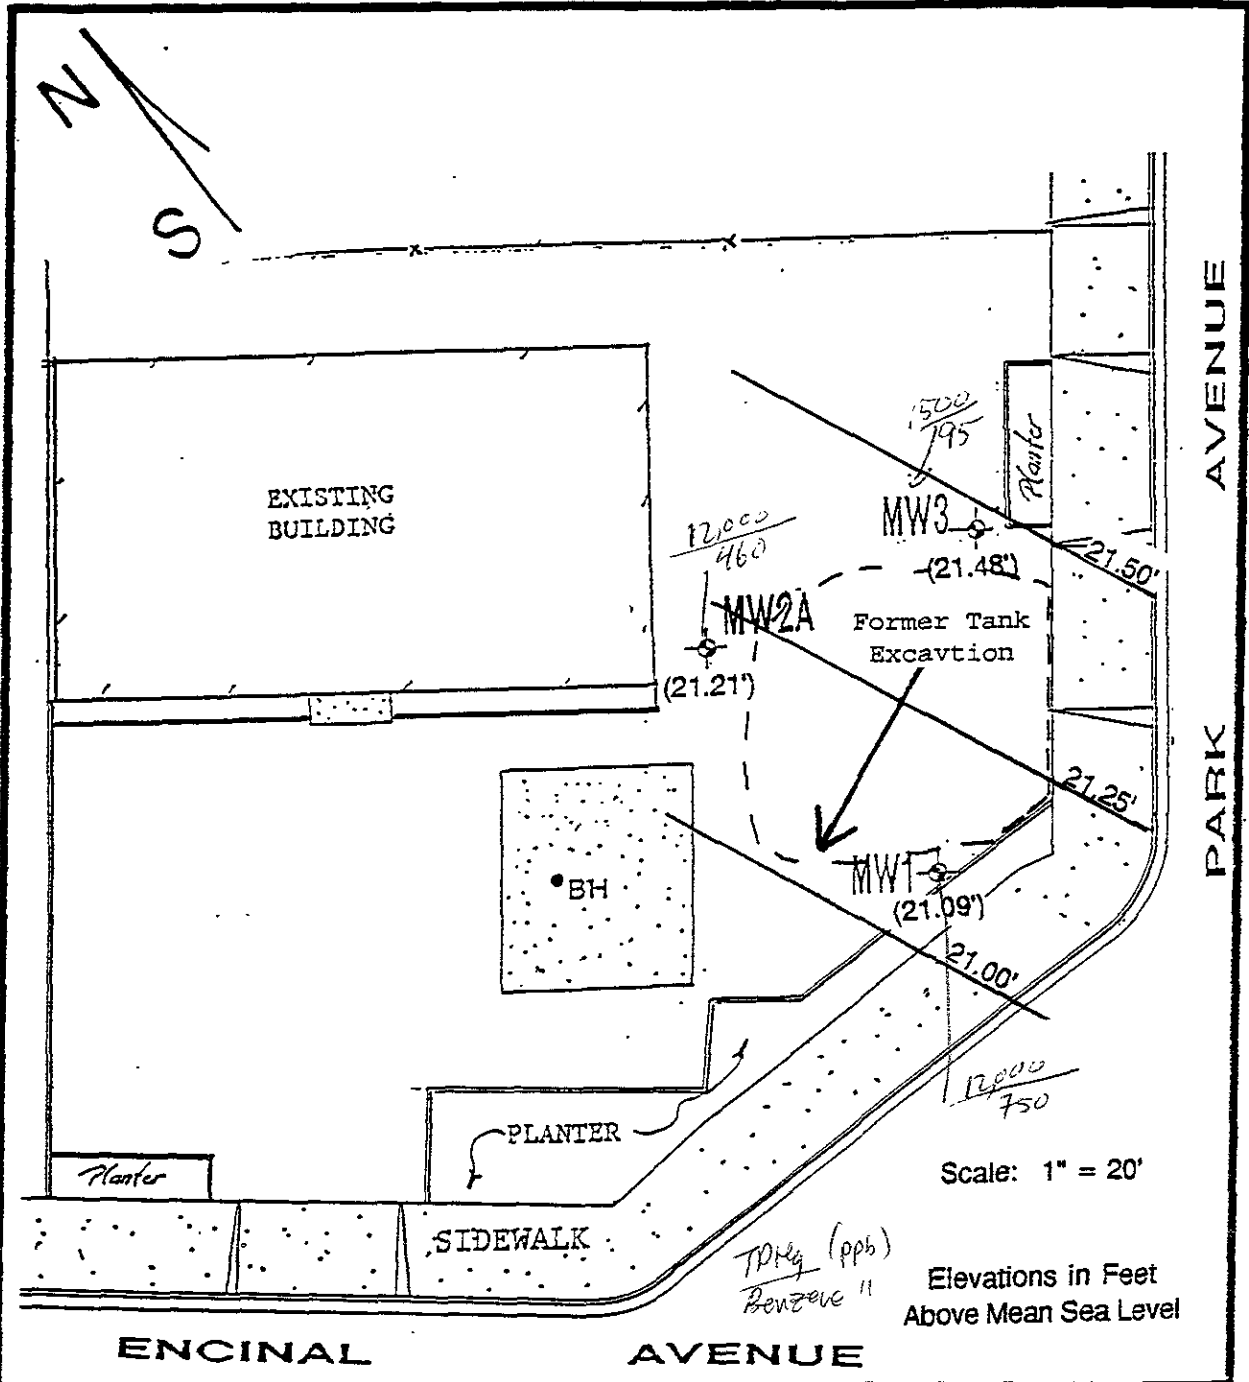 N
S
AVENUE
1500
195
Planter
EXISTING
BUILDING
MW3
12,000
460
(21.48')
21.50'
MW2A
Former Tank
Excavtion
(21.21')
21.25'
PARK
BH
MW1
(21.09')
21.00'
12,000
750
PLANTER
Planter
Scale: 1" = 20'
SIDEWALK
TPHg (ppb)
Benzene "
Elevations in Feet
Above Mean Sea Level
ENCINAL AVENUE